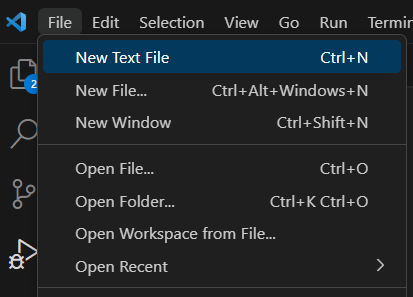 File Edit Selection View Go Run Termin
New Text File Ctrl+N
New File... Ctrl+Alt+Windows+N
2
New Window Ctrl+Shift+N
Open File... Ctrl+O
Open Folder... Ctrl+K Ctrl+O
Open Workspace from File...
Open Recent